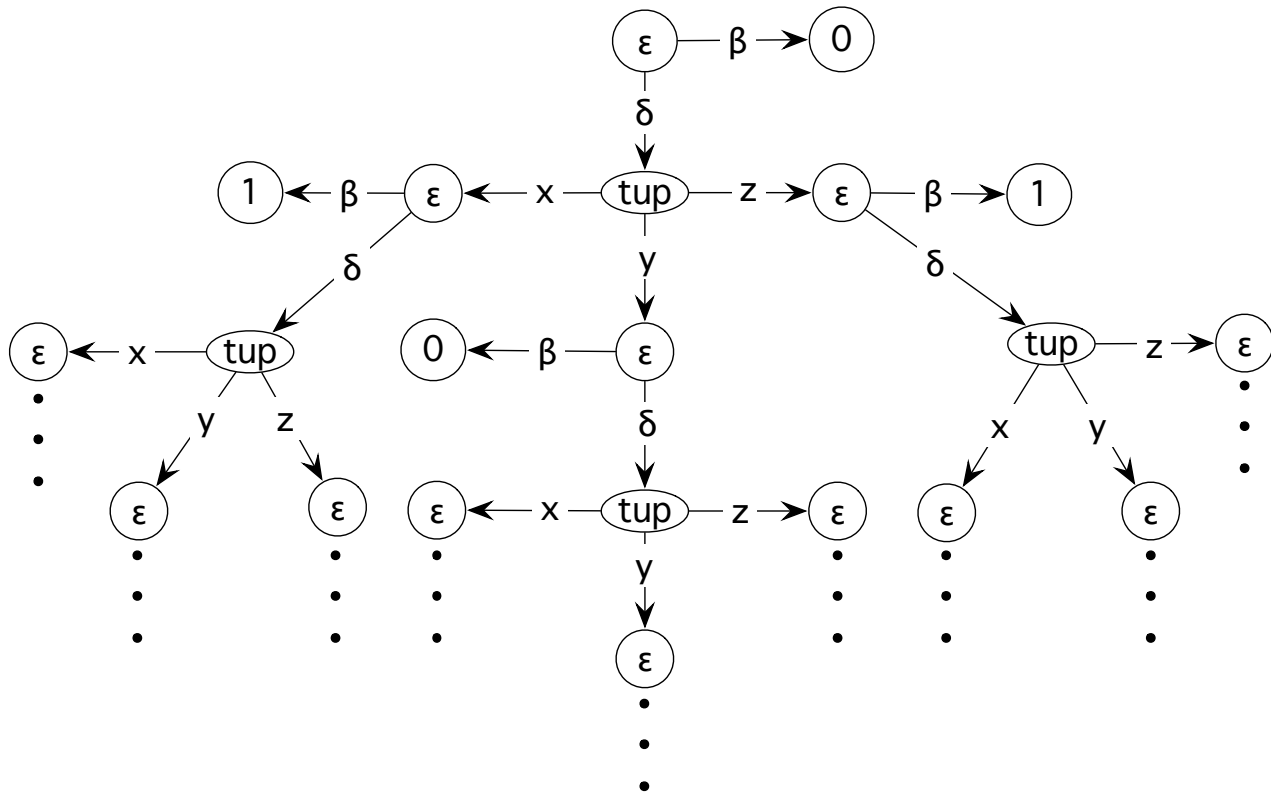 ε β 0
δ
1 β ε x tup z ε β 1
δ y δ
ε x tup 0 β ε tup z ε
y z δ x y
ε ε ε x tup z ε ε ε
y
ε